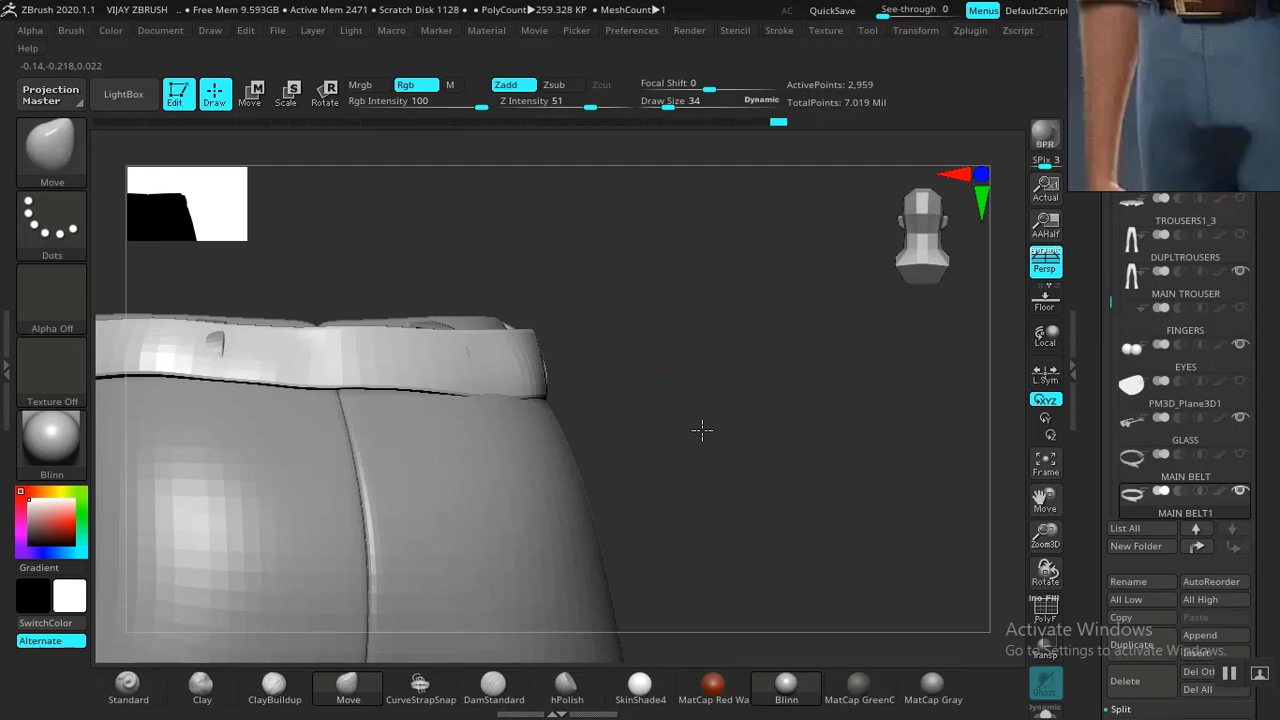 ZBrush 2020.1.1 VIJAY ZBRUSH .. • Free Mem 9.593GB • Active Mem 2471 • Scratch Disk 1128 • PolyCount▶259.328 KP • MeshCount▶1 AC QuickSave See-through 0 Menus DefaultZScrip
Alpha Brush Color Document Draw Edit File Layer Light Macro Marker Material Movie Picker Preferences Render Stencil Stroke Texture Tool Transform Zplugin Zscript
Help
-0.14,-0.218,0.022
Projection Master
LightBox
Edit
Draw
Move
Scale
Rotate
Mrgb Rgb M
Rgb Intensity 100
Zadd Zsub Zcut
Z Intensity 51
Focal Shift 0
Draw Size 34 Dynamic
ActivePoints: 2,959
TotalPoints: 7.019 Mil
Move
Dots
Alpha Off
Texture Off
Blinn
Gradient
SwitchColor
Alternate
BPR
SPix 3
Actual
AAHalf
Persp
Floor
Local
L.Sym
XYZ
Y
Z
Frame
Move
Zoom3D
Rotate
PolyF
Transp
Ghost
Dynamic
TROUSERS1_3
DUPLTROUSERS
MAIN TROUSER
FINGERS
EYES
PM3D_Plane3D1
GLASS
MAIN BELT
MAIN BELT1
List All
New Folder
Rename AutoReorder
All Low All High
Copy Paste
Duplicate Append
Insert
Delete Del Ot
Del All
Split
Activate Windows
Go to Settings to activate Windows.
Standard Clay ClayBuildup Move CurveStrapSnap DamStandard hPolish SkinShade4 MatCap Red Wa Blinn MatCap GreenC MatCap Gray